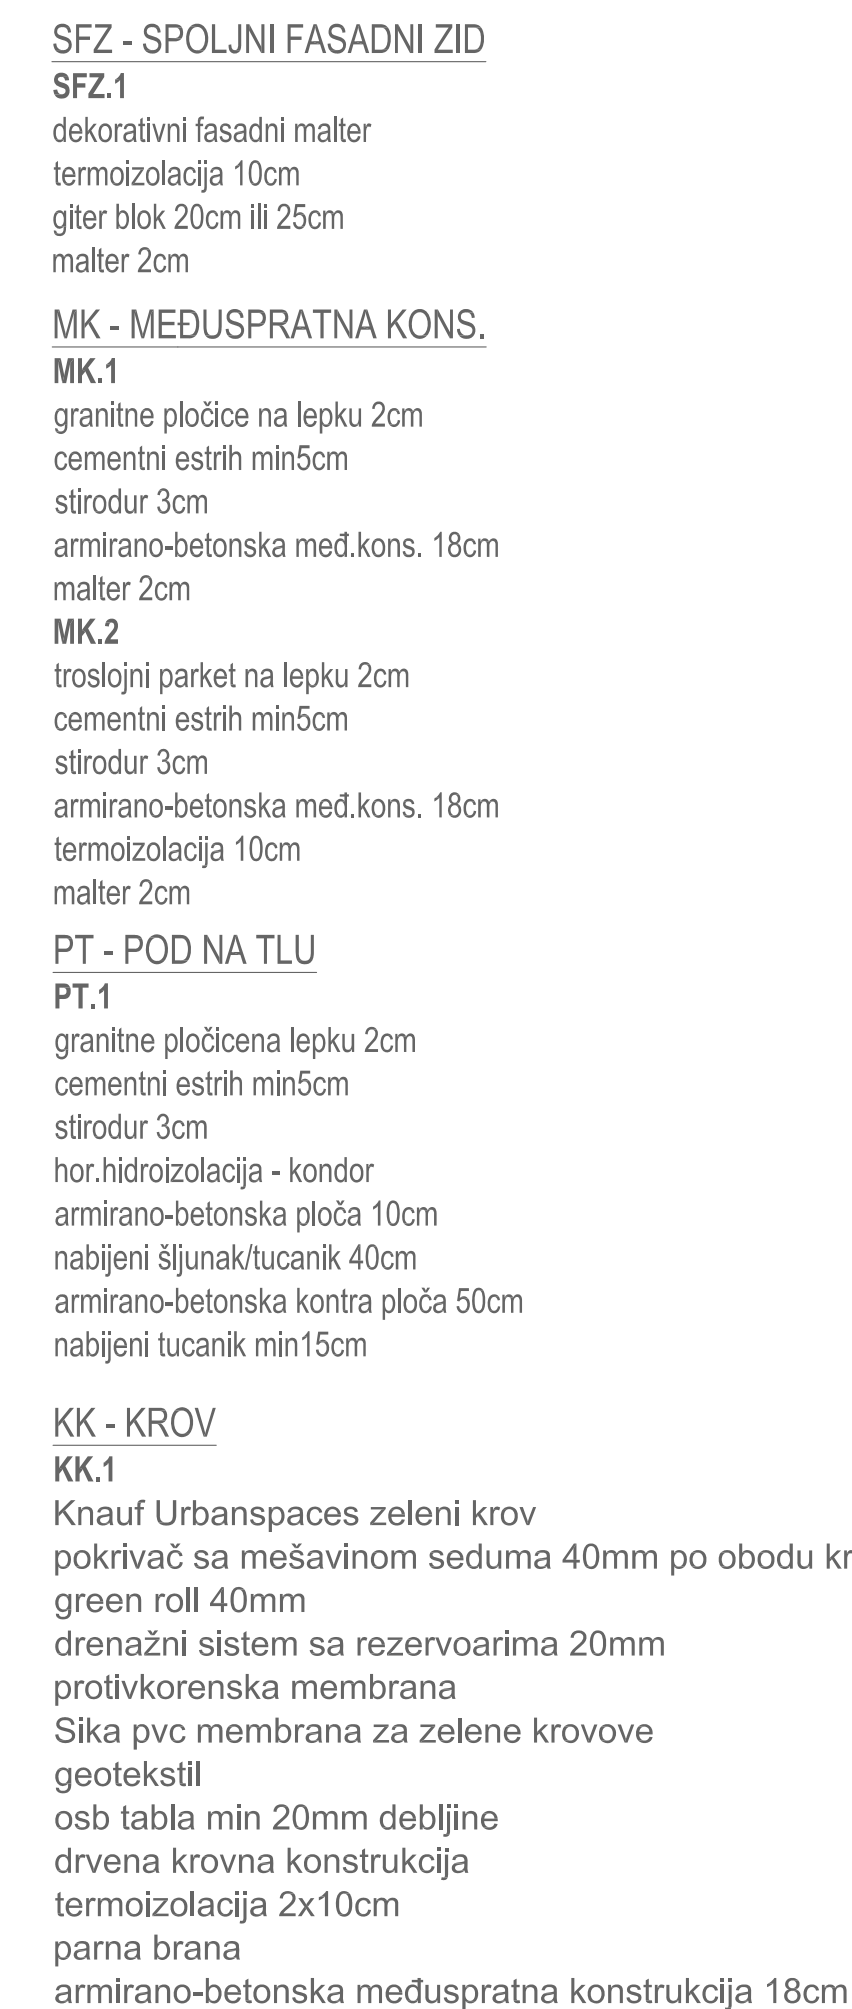 SFZ - SPOLJNI FASADNI ZID
SFZ.1
dekorativni fasadni malter
termoizolacija 10cm
giter blok 20cm ili 25cm
malter 2cm
MK - MEĐUSPRATNA KONS.
MK.1
granitne pločice na lepku 2cm
cementni estrih min5cm
stirodur 3cm
armirano-betonska međ.kons. 18cm
malter 2cm
MK.2
troslojni parket na lepku 2cm
cementni estrih min5cm
stirodur 3cm
armirano-betonska međ.kons. 18cm
termoizolacija 10cm
malter 2cm
PT - POD NA TLU
PT.1
granitne pločicena lepku 2cm
cementni estrih min5cm
stirodur 3cm
hor.hidroizolacija - kondor
armirano-betonska ploča 10cm
nabijeni šljunak/tucanik 40cm
armirano-betonska kontra ploča 50cm
nabijeni tucanik min15cm
KK - KROV
KK.1
Knauf Urbanspaces zeleni krov
pokrivač sa mešavinom seduma 40mm po obodu
green roll 40mm
drenažni sistem sa rezervoarima 20mm
protivkorenska membrana
Sika pvc membrana za zelene krovove
geotekstil
osb tabla min 20mm debljine
drvena krovna konstrukcija
termoizolacija 2x10cm
parna brana
armirano-betonska međuspratna konstrukcija 18cm